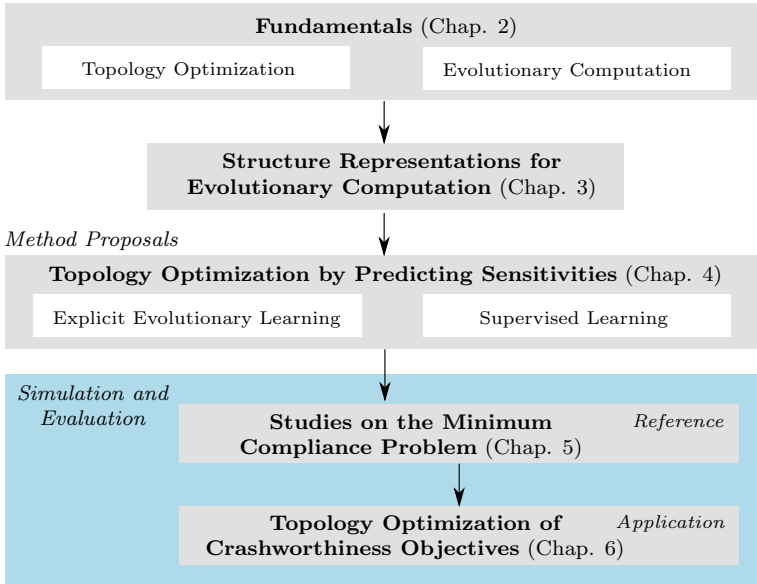 Fundamentals (Chap. 2)
Topology Optimization
Evolutionary Computation
Structure Representations for
Evolutionary Computation (Chap. 3)
Method Proposals
Topology Optimization by Predicting Sensitivities (Chap. 4)
Explicit Evolutionary Learning
Supervised Learning
Simulation and
Evaluation
Studies on the Minimum
Compliance Problem (Chap. 5)
Reference
Topology Optimization of
Crashworthiness Objectives (Chap. 6)
Application